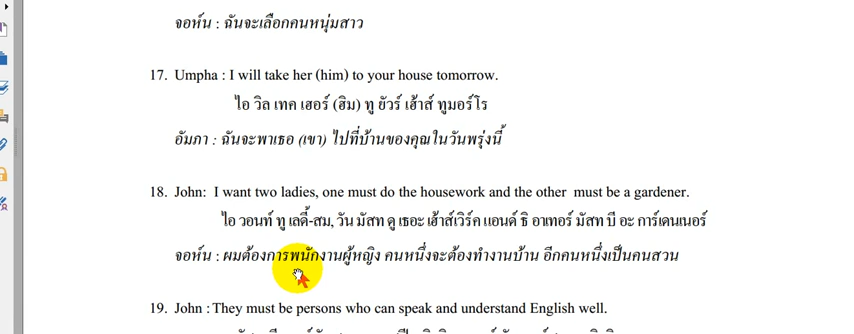 จอห์น : ฉันจะเลือกคนหนุ่มสาว
17. Umpha : I will take her (him) to your house tomorrow.
ไอ วิล เทค เฮอร์ (ฮิม) ทู ยัวร์ เฮ้าส์ ทูมอร์โร
อัมภา : ฉันจะพาเธอ (เขา) ไปที่บ้านของคุณในวันพรุ่งนี้
18. John: I want two ladies, one must do the housework and the other must be a gardener.
ไอ วอนท์ ทู เลดี้-สม, วัน มัสท ดู เธอะ เฮ้าส์เวิร์ค แอนด์ ธิ อาเทอร์ มัสท บี อะ การ์เดนเนอร์
จอห์น : ผมต้องการพนักงานผู้หญิง คนหนึ่งจะต้องทำงานบ้าน อีกคนหนึ่งเป็นคนสวน
19. John : They must be persons who can speak and understand English well.